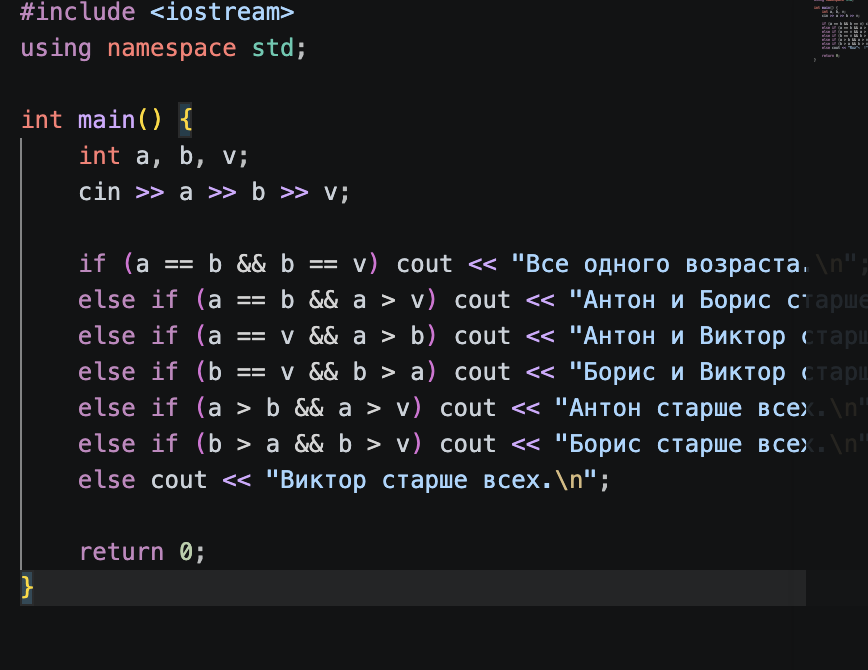 #include <iostream>
using namespace std;
int main() {
int a, b, v;
cin >> a >> b >> v;
if (a == b && b == v) cout << "Все одного возраста.\n";
else if (a == b && a > v) cout << "Антон и Борис старше
else if (a == v && a > b) cout << "Антон и Виктор
else if (b == v && b > a) cout << "Борис и Виктор
else if (a > b && a > v) cout << "Антон старше всех.\n"
else if (b > a && b > v) cout << "Борис старше всех.\n"
else cout << "Виктор старше всех.\n";
return 0;
}